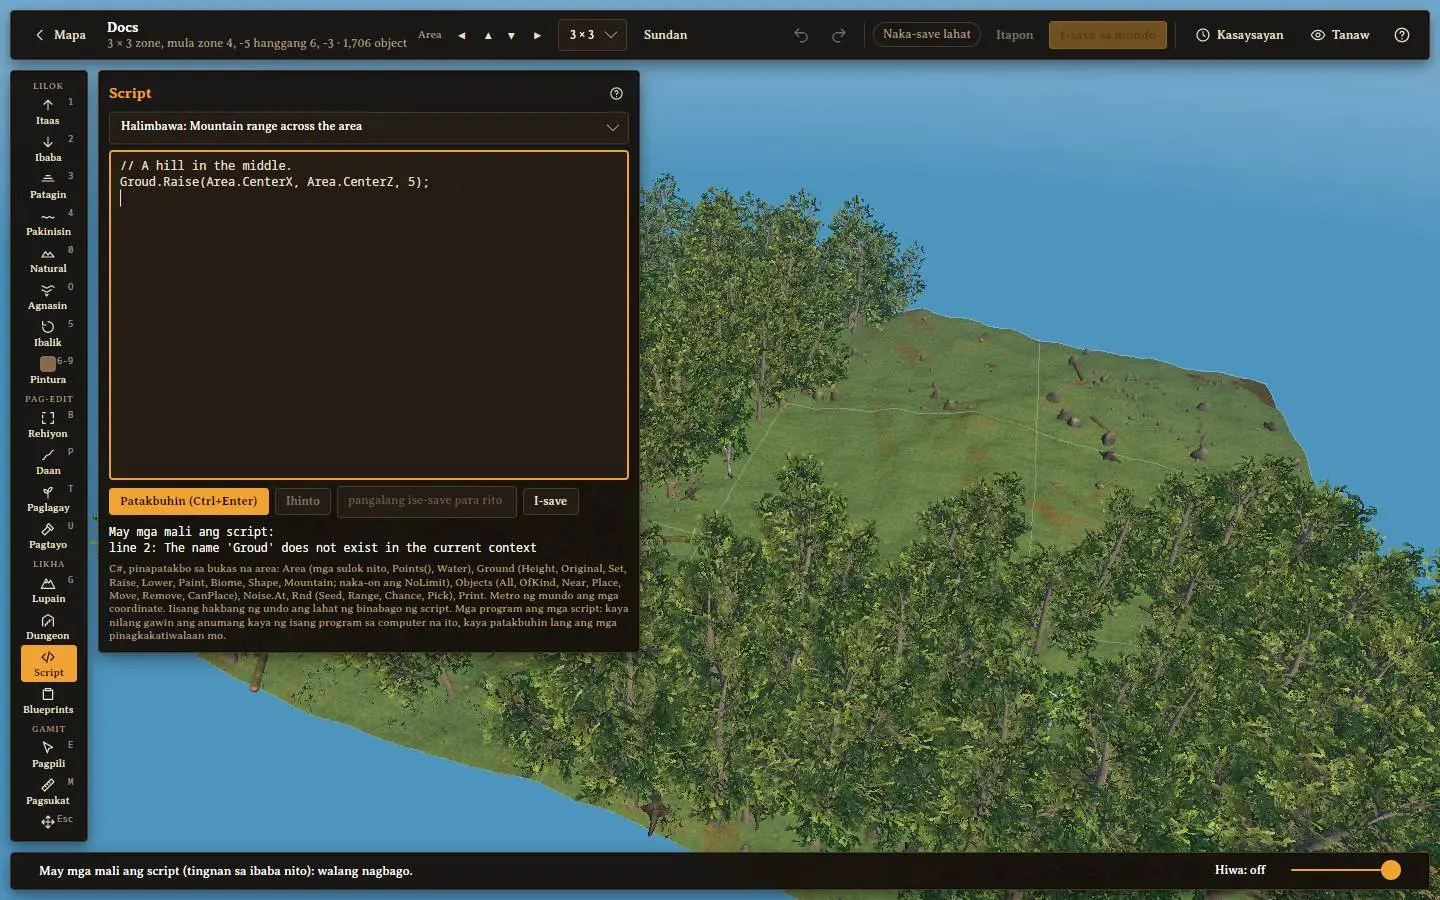 Mapa
Docs
3 × 3 zone, mula zone 4, -5 hanggang 6, -3 · 1,706 object
Area
3 × 3
Sundan
Naka-save lahat
Itapon
I-save sa mundo
Kasaysayan
Tanaw
LILOK
Itaas 1
Ibaba 2
Patagin 3
Pakinisin 4
Natural 0
Agnasin O
Ibalik 5
Pintura 6-9
PAG-EDIT
Rehiyon B
Daan P
Paglagay T
Pagtayo U
LIKHA
Lupain G
Dungeon
Script
Blueprints
GAMIT
Pagpili E
Pagsukat M
Esc
Script
Halimbawa: Mountain range across the area
// A hill in the middle.
Groud.Raise(Area.CenterX, Area.CenterZ, 5);
Patakbuhin (Ctrl+Enter)
Ihinto
pangalang ise-save para rito
I-save
May mga mali ang script:
line 2: The name 'Groud' does not exist in the current context
C#, pinapatakbo sa bukas na area: Area (mga sulok nito, Points(), Water), Ground (Height, Original, Set,
Raise, Lower, Paint, Biome, Shape, Mountain; naka-on ang NoLimit), Objects (All, OfKind, Near, Place,
Move, Remove, CanPlace), Noise.At, Rnd (Seed, Range, Chance, Pick), Print. Metro ng mundo ang mga
coordinate. Iisang hakbang ng undo ang lahat ng binabago ng script. Mga program ang mga script: kaya
nilang gawin ang anumang kaya ng isang program sa computer na ito, kaya patakbuhin lang ang mga
pinagkakatiwalaan mo.
May mga mali ang script (tingnan sa ibaba nito): walang nagbago.
Hiwa: off